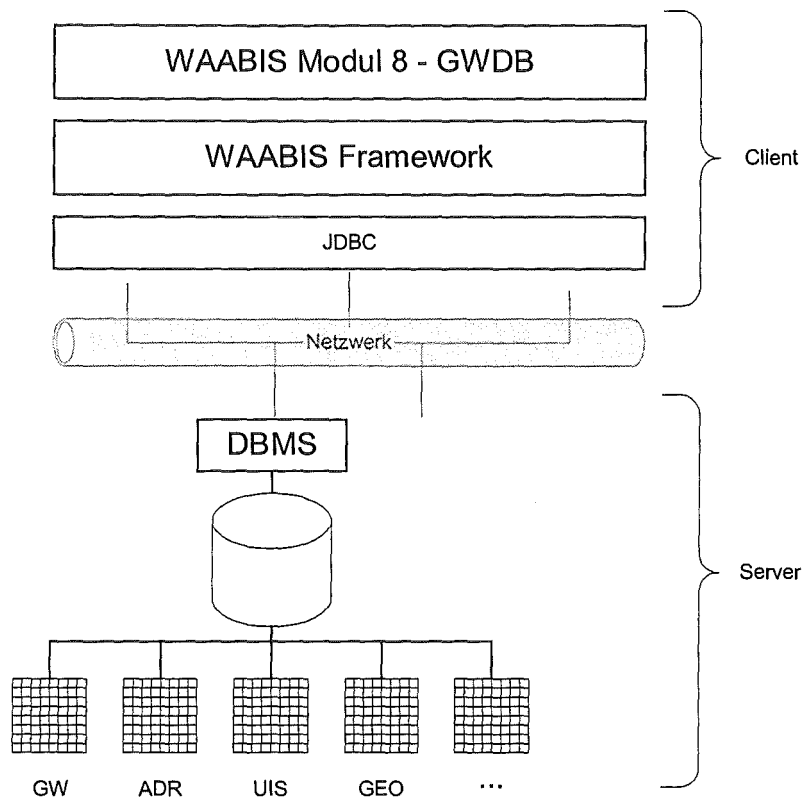 WAABIS Modul 8 - GWDB
WAABIS Framework
Client
JDBC
Netzwerk
DBMS
Server
GW ADR UIS GEO ...